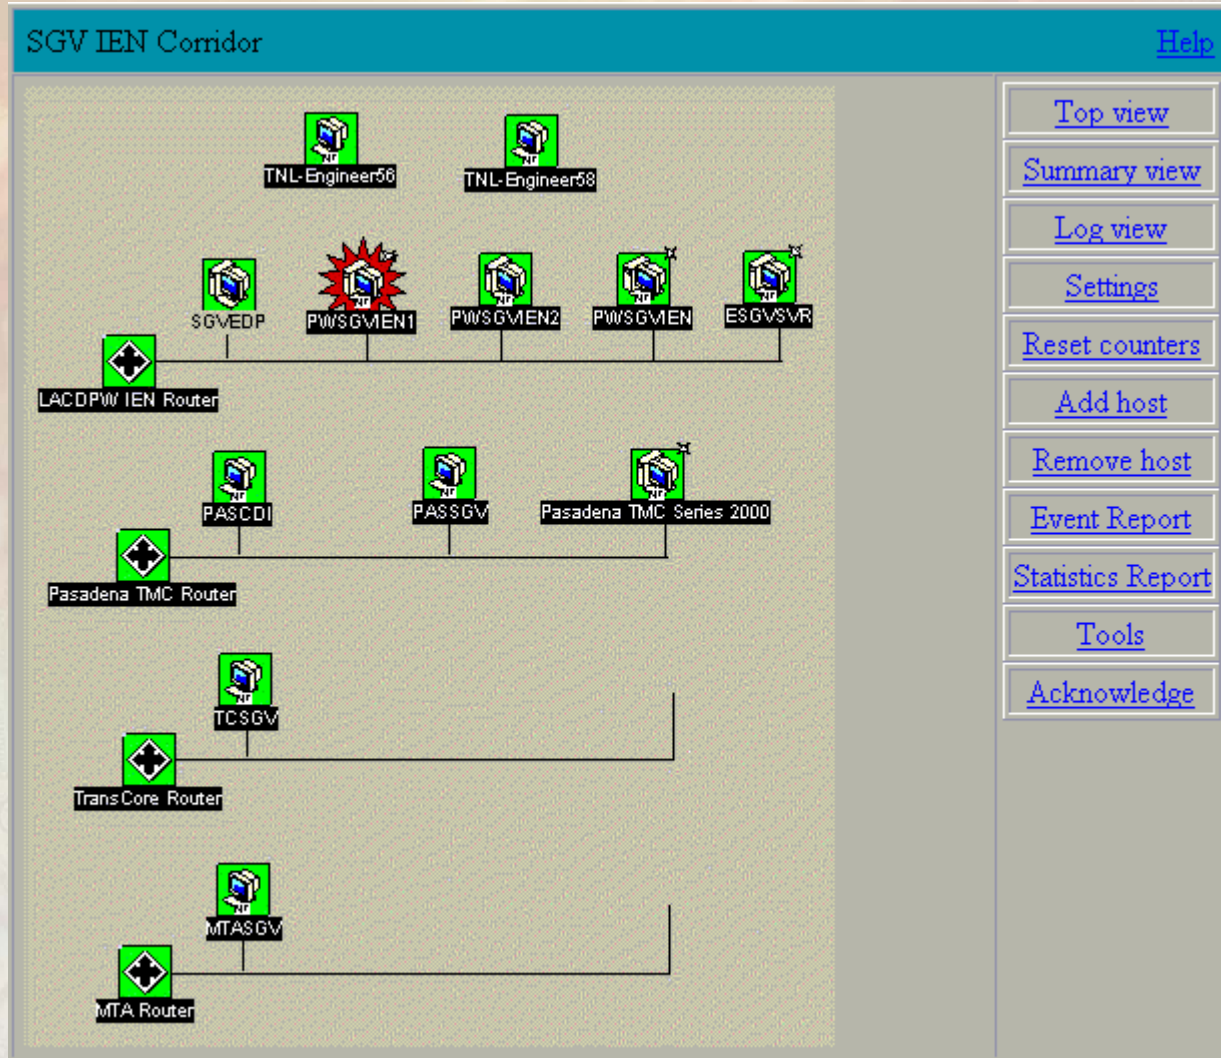 SGV IEN Corridor
Help
Top view
Summary view
Log view
Settings
Reset counters
Add host
Remove host
Event Report
Statistics Report
Tools
Acknowledge
TNL-Engineer56
TNL-Engineer58
SGVEDP
PWSGVIEN1
PWSGVIEN2
PWSGVIEN
ESGVSVR
LACDPW IEN Router
PASCDI
PASSGV
Pasadena TMC Series 2000
Pasadena TMC Router
TCSGV
TransCore Router
MTASGV
MTA Router